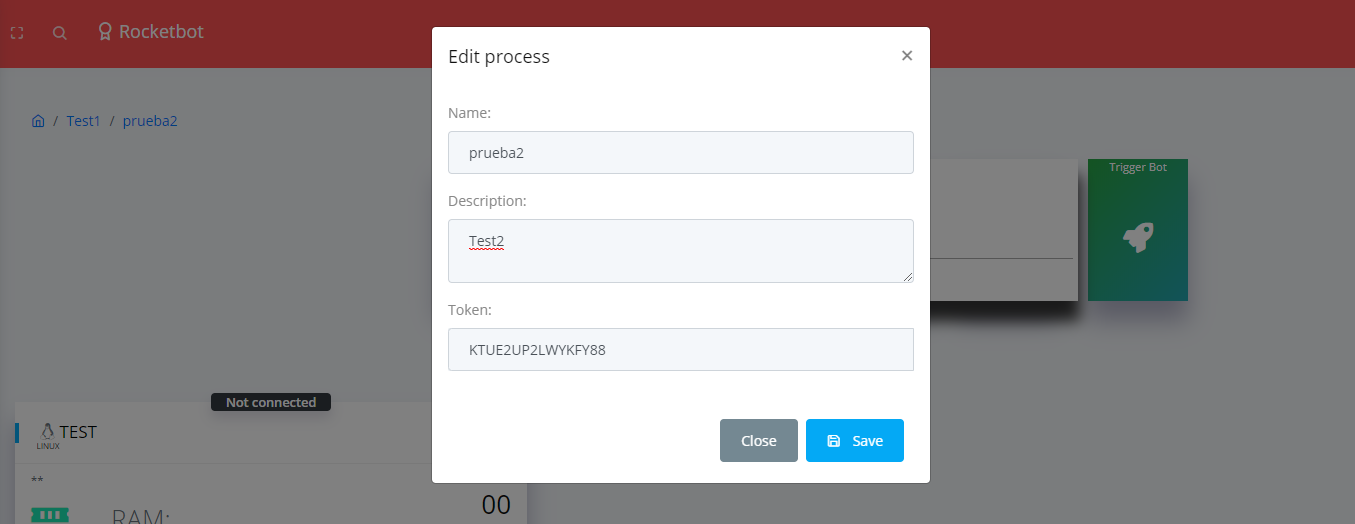 Rocketbot
Edit process
×
/ Test1 / prueba2
Name:
prueba2
Description:
Test2
Token:
KTUE2UP2LWYKFY88
Close
Save
Trigger Bot
Not connected
TEST
LINUX
**
RAM:
00